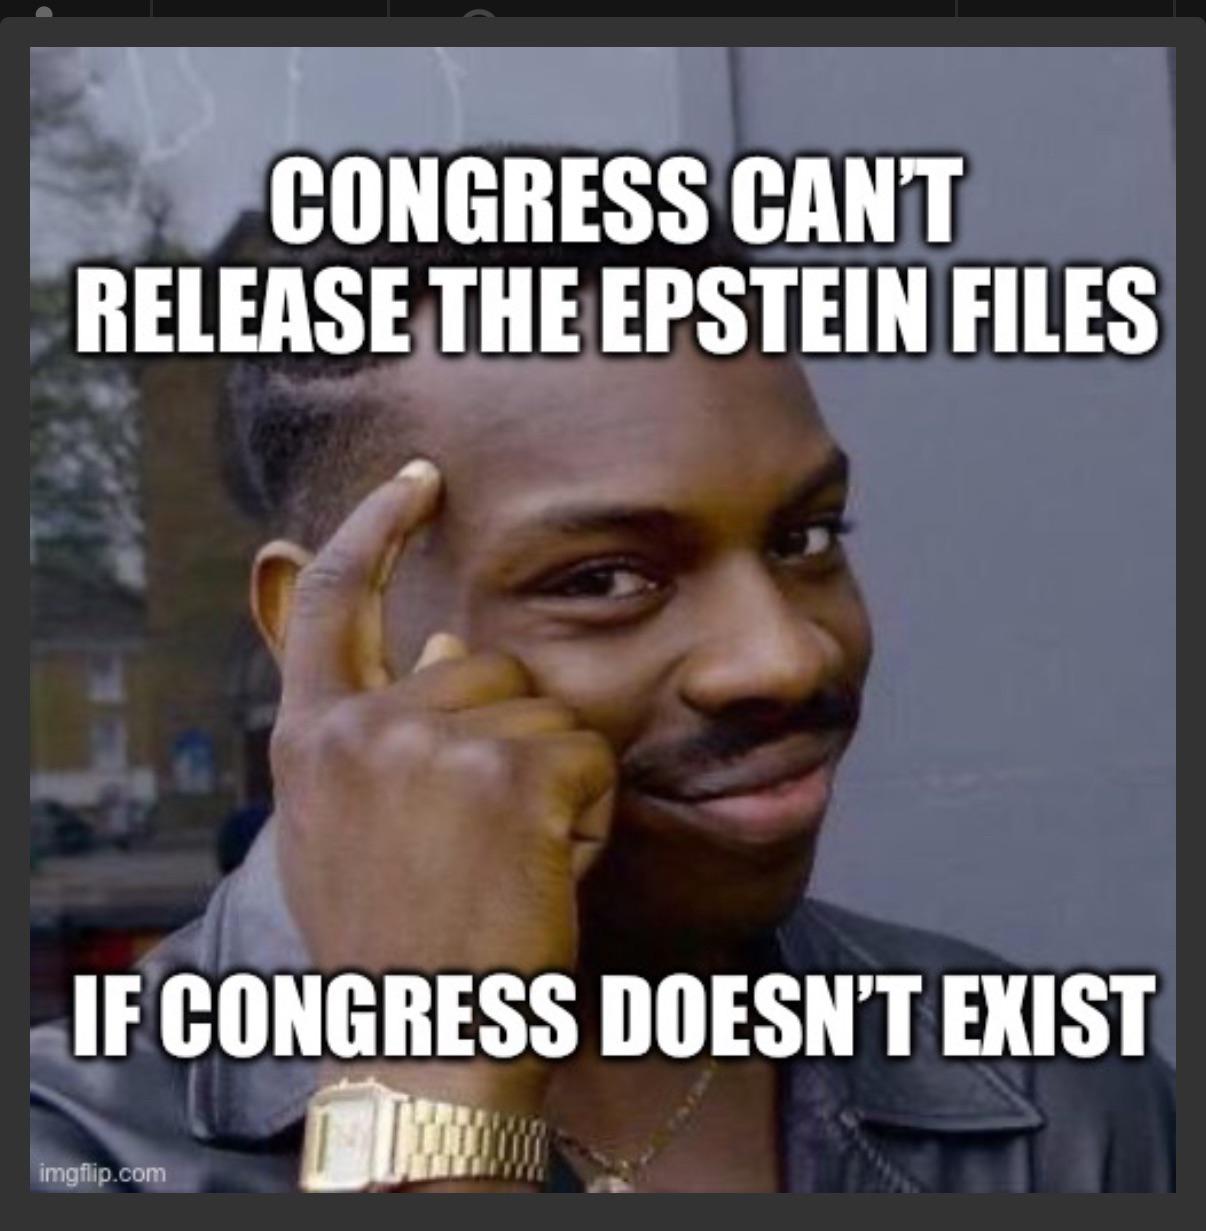 CONGRESS CAN'T
RELEASE THE EPSTEIN FILES
IF CONGRESS DOESN'T EXIST
imgflip.com